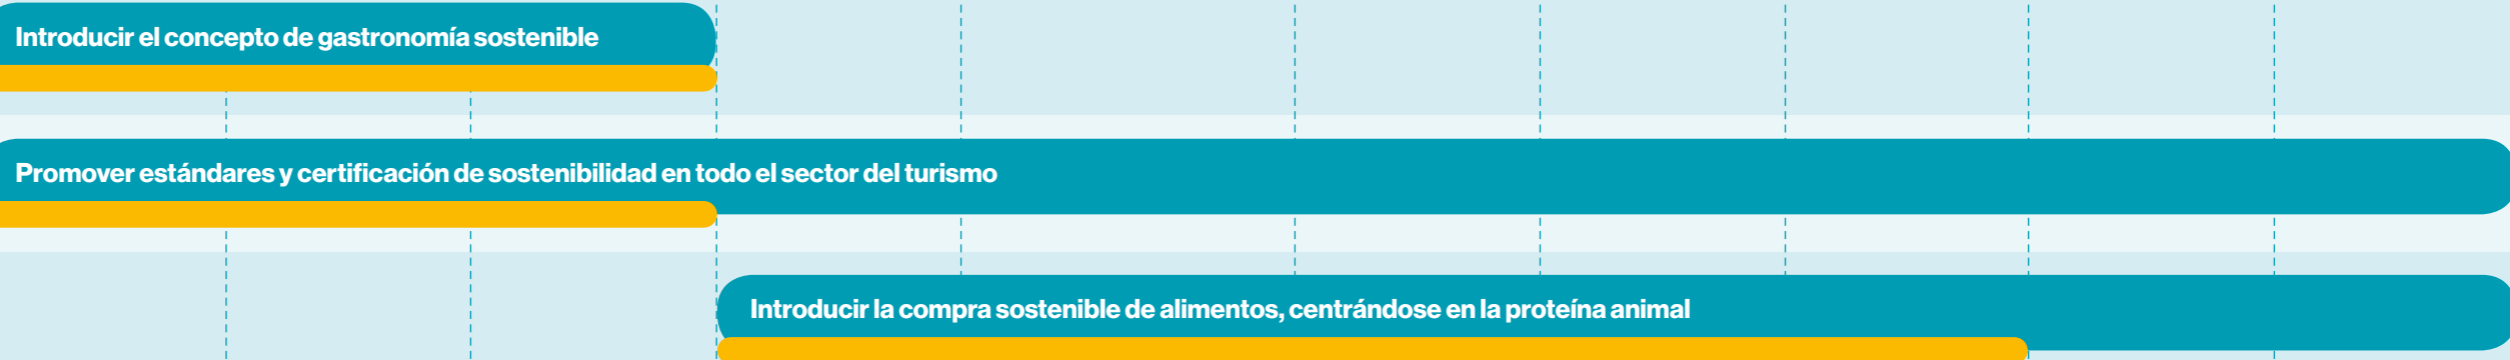 Introducir el concepto de gastronomía sostenible
Promover estándares y certificación de sostenibilidad en todo el sector del turismo
Introducir la compra sostenible de alimentos, centrándose en la proteína animal